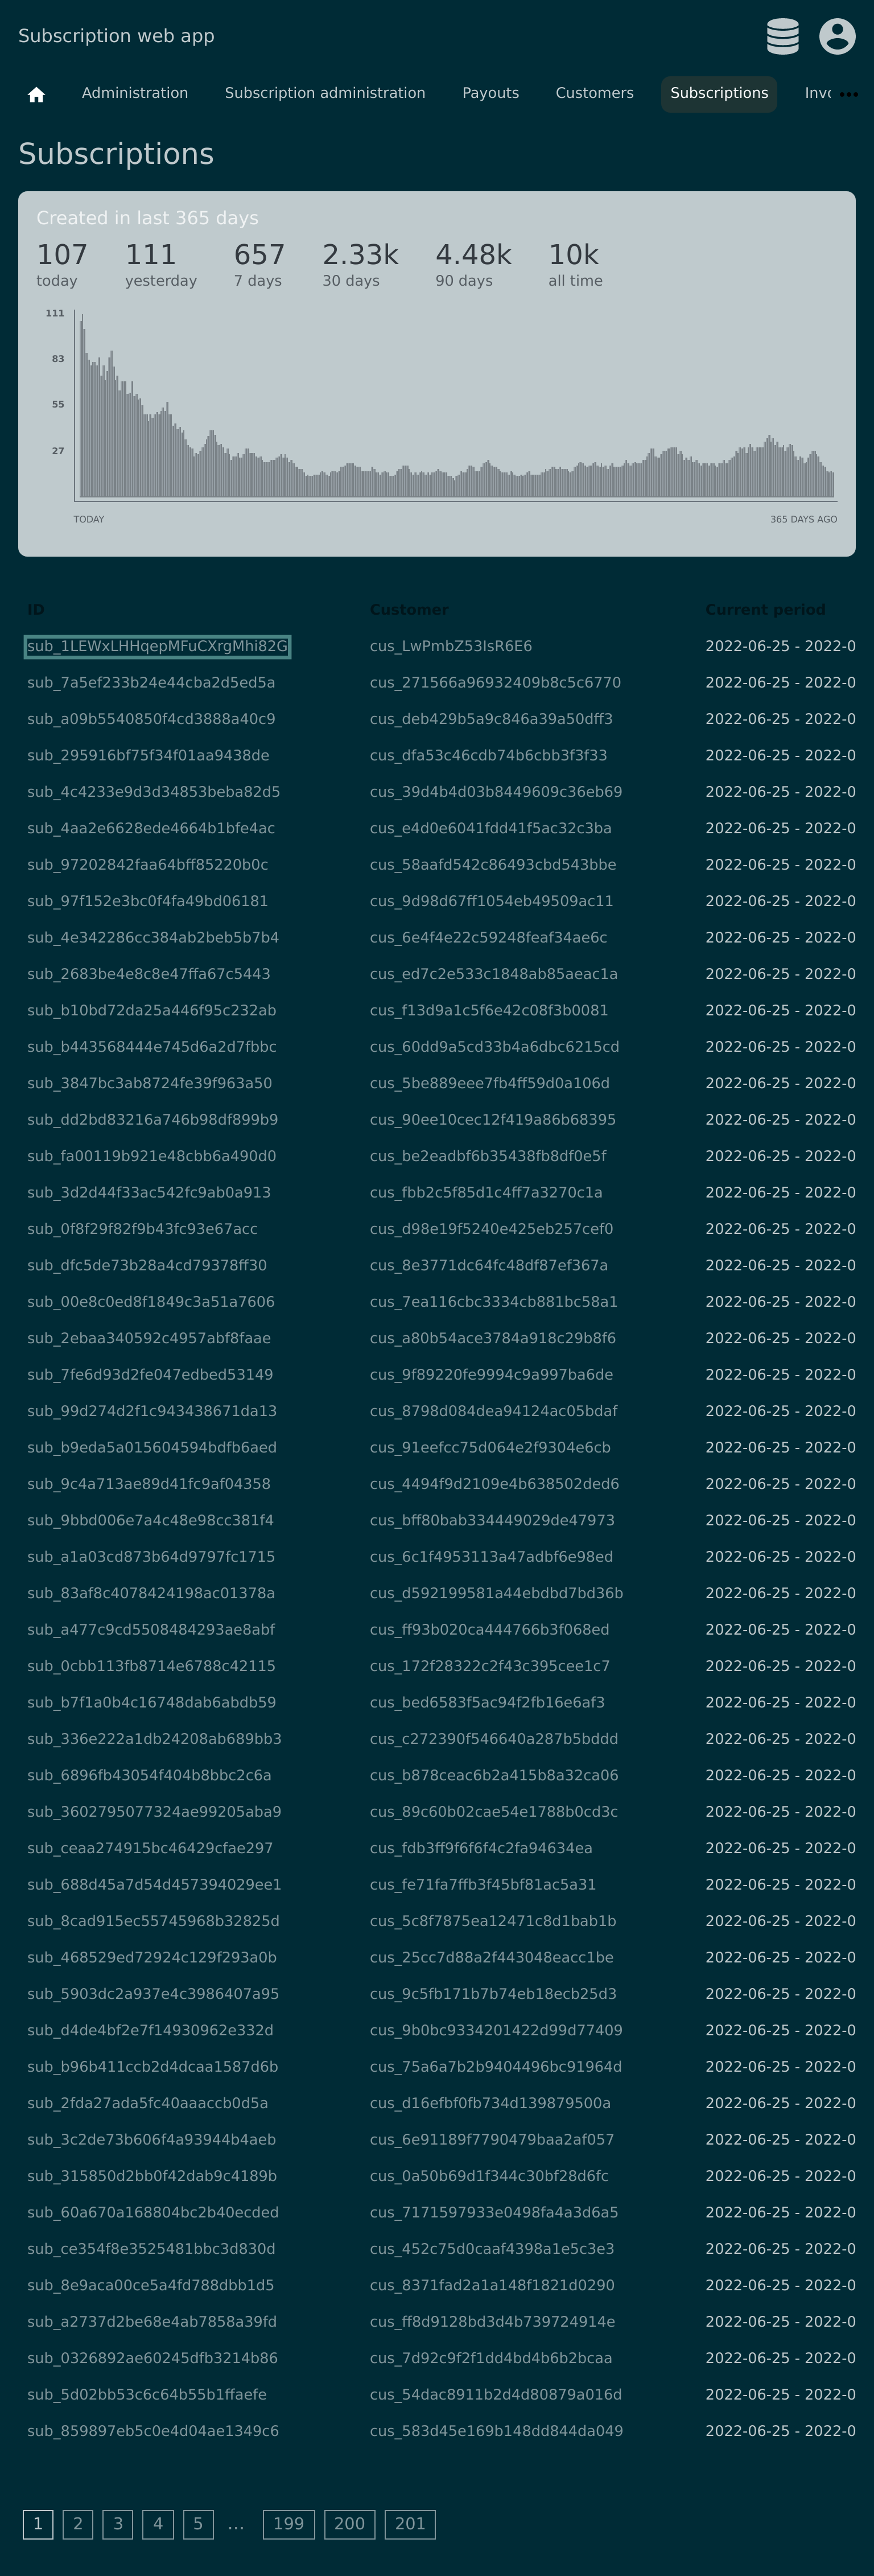 Subscription web app
Administration Subscription administration Payouts Customers Subscriptions
Subscriptions
Created in last 365 days
107 111 657 2.33k 4.48k 10k
today yesterday 7 days 30 days 90 days all time
111
83
55
27
TODAY 365 DAYS AGO
ID Customer Current period
sub_1LEWxLHHqepMFuCXrgMhi82G cus_LwPmbZ53IsR6E6 2022-06-25 - 2022-0
sub_7a5ef233b24e44cba2d5ed5a cus_271566a96932409b8c5c6770 2022-06-25 - 2022-0
sub_a09b5540850f4cd3888a40c9 cus_deb429b5a9c846a39a50dff3 2022-06-25 - 2022-0
sub_295916bf75f34f01aa9438de cus_dfa53c46cdb74b6cbb3f3f33 2022-06-25 - 2022-0
sub_4c4233e9d3d34853beba82d5 cus_39d4b4d03b8449609c36eb69 2022-06-25 - 2022-0
sub_4aa2e6628ede4664b1bfe4ac cus_e4d0e6041fdd41f5ac32c3ba 2022-06-25 - 2022-0
sub_97202842faa64bff85220b0c cus_58aafd542c86493cbd543bbe 2022-06-25 - 2022-0
sub_97f152e3bc0f4fa49bd06181 cus_9d98d67ff1054eb49509ac11 2022-06-25 - 2022-0
sub_4e342286cc384ab2beb5b7b4 cus_6e4f4e22c59248feaf34ae6c 2022-06-25 - 2022-0
sub_2683be4e8c8e47ffa67c5443 cus_ed7c2e533c1848ab85aeac1a 2022-06-25 - 2022-0
sub_b10bd72da25a446f95c232ab cus_f13d9a1c5f6e42c08f3b0081 2022-06-25 - 2022-0
sub_b443568444e745d6a2d7fbbc cus_60dd9a5cd33b4a6dbc6215cd 2022-06-25 - 2022-0
sub_3847bc3ab8724fe39f963a50 cus_5be889eee7fb4ff59d0a106d 2022-06-25 - 2022-0
sub_dd2bd83216a746b98df899b9 cus_90ee10cec12f419a86b68395 2022-06-25 - 2022-0
sub_fa00119b921e48cbb6a490d0 cus_be2eadbf6b35438fb8df0e5f 2022-06-25 - 2022-0
sub_3d2d44f33ac542fc9ab0a913 cus_fbb2c5f85d1c4ff7a3270c1a 2022-06-25 - 2022-0
sub_0f8f29f82f9b43fc93e67acc cus_d98e19f5240e425eb257cef0 2022-06-25 - 2022-0
sub_dfc5de73b28a4cd79378ff30 cus_8e3771dc64fc48df87ef367a 2022-06-25 - 2022-0
sub_00e8c0ed8f1849c3a51a7606 cus_7ea116cbc3334cb881bc58a1 2022-06-25 - 2022-0
sub_2ebaa340592c4957abf8faae cus_a80b54ace3784a918c29b8f6 2022-06-25 - 2022-0
sub_7fe6d93d2fe047edbed53149 cus_9f89220fe9994c9a997ba6de 2022-06-25 - 2022-0
sub_99d274d2f1c943438671da13 cus_8798d084dea94124ac05bdaf 2022-06-25 - 2022-0
sub_b9eda5a015604594bdfb6aed cus_91eefcc75d064e2f9304e6cb 2022-06-25 - 2022-0
sub_9c4a713ae89d41fc9af04358 cus_4494f9d2109e4b638502ded6 2022-06-25 - 2022-0
sub_9bbd006e7a4c48e98cc381f4 cus_bff80bab334449029de47973 2022-06-25 - 2022-0
sub_a1a03cd873b64d9797fc1715 cus_6c1f4953113a47adbf6e98ed 2022-06-25 - 2022-0
sub_83af8c4078424198ac01378a cus_d592199581a44ebdbd7bd36b 2022-06-25 - 2022-0
sub_a477c9cd5508484293ae8abf cus_ff93b020ca444766b3f068ed 2022-06-25 - 2022-0
sub_0cbb113fb8714e6788c42115 cus_172f28322c2f43c395cee1c7 2022-06-25 - 2022-0
sub_b7f1a0b4c16748dab6abdb59 cus_bed6583f5ac94f2fb16e6af3 2022-06-25 - 2022-0
sub_336e222a1db24208ab689bb3 cus_c272390f546640a287b5bddd 2022-06-25 - 2022-0
sub_6896fb43054f404b8bbc2c6a cus_b878ceac6b2a415b8a32ca06 2022-06-25 - 2022-0
sub_3602795077324ae99205aba9 cus_89c60b02cae54e1788b0cd3c 2022-06-25 - 2022-0
sub_ceaa274915bc46429cfae297 cus_fdb3ff9f6f6f4c2fa94634ea 2022-06-25 - 2022-0
sub_688d45a7d54d457394029ee1 cus_fe71fa7ffb3f45bf81ac5a31 2022-06-25 - 2022-0
sub_8cad915ec55745968b32825d cus_5c8f7875ea12471c8d1bab1b 2022-06-25 - 2022-0
sub_468529ed72924c129f293a0b cus_25cc7d88a2f443048eacc1be 2022-06-25 - 2022-0
sub_5903dc2a937e4c3986407a95 cus_9c5fb171b7b74eb18ecb25d3 2022-06-25 - 2022-0
sub_d4de4bf2e7f14930962e332d cus_9b0bc9334201422d99d77409 2022-06-25 - 2022-0
sub_b96b411ccb2d4dcaa1587d6b cus_75a6a7b2b9404496bc91964d 2022-06-25 - 2022-0
sub_2fda27ada5fc40aaaccb0d5a cus_d16efbf0fb734d139879500a 2022-06-25 - 2022-0
sub_3c2de73b606f4a93944b4aeb cus_6e91189f7790479baa2af057 2022-06-25 - 2022-0
sub_315850d2bb0f42dab9c4189b cus_0a50b69d1f344c30bf28d6fc 2022-06-25 - 2022-0
sub_60a670a168804bc2b40ecded cus_7171597933e0498fa4a3d6a5 2022-06-25 - 2022-0
sub_ce354f8e3525481bbc3d830d cus_452c75d0caaf4398a1e5c3e3 2022-06-25 - 2022-0
sub_8e9aca00ce5a4fd788dbb1d5 cus_8371fad2a1a148f1821d0290 2022-06-25 - 2022-0
sub_a2737d2be68e4ab7858a39fd cus_ff8d9128bd3d4b739724914e 2022-06-25 - 2022-0
sub_0326892ae60245dfb3214b86 cus_7d92c9f2f1dd4bd4b6b2bcaa 2022-06-25 - 2022-0
sub_5d02bb53c6c64b55b1ffaefe cus_54dac8911b2d4d80879a016d 2022-06-25 - 2022-0
sub_859897eb5c0e4d04ae1349c6 cus_583d45e169b148dd844da049 2022-06-25 - 2022-0
1 2 3 4 5 … 199 200 201